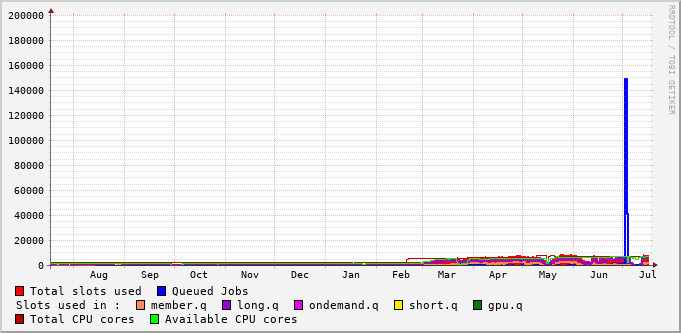 200000
180000
160000
140000
120000
100000
80000
60000
40000
20000
0
Aug Sep Oct Nov Dec Jan Feb Mar Apr May Jun Jul
Total slots used Queued Jobs
Slots used in : member.q long.q ondemand.q short.q gpu.q
Total CPU cores Available CPU cores
RRDTOOL / TOBI OETIKER